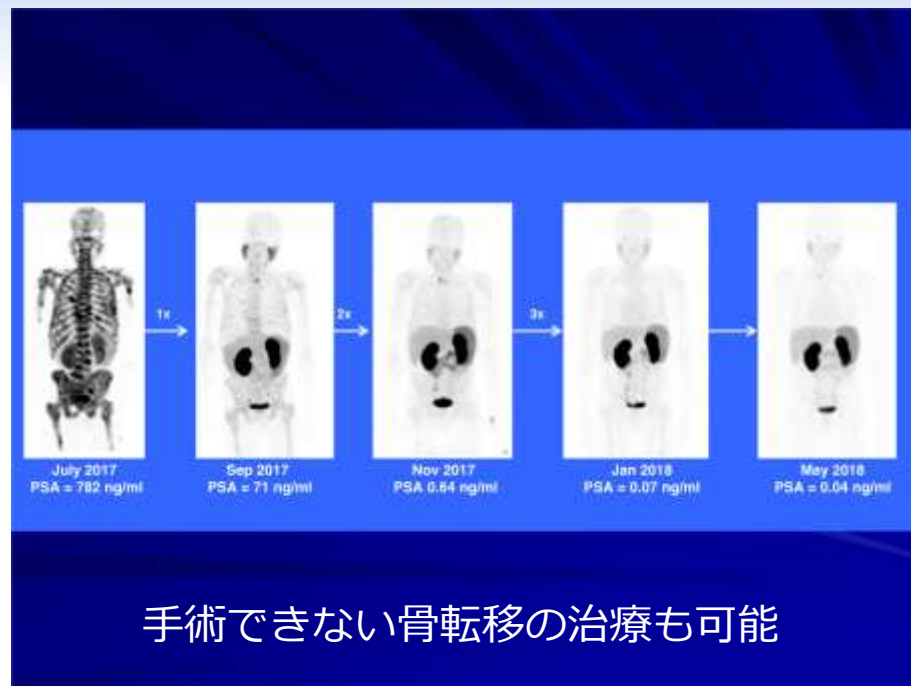 1x
2x
3x
July 2017
PSA = 782 ng/ml
Sep 2017
PSA = 71 ng/ml
Nov 2017
PSA 0.64 ng/ml
Jan 2018
PSA = 0.07 ng/ml
May 2018
PSA = 0.04 ng/ml
手術できない骨転移の治療も可能